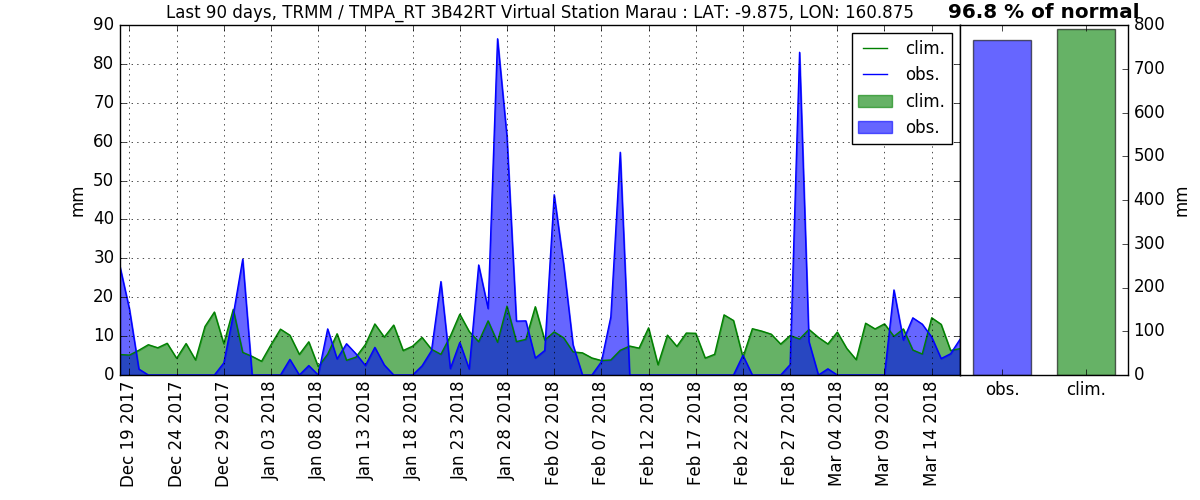 Last 90 days, TRMM / TMPA_RT 3B42RT Virtual Station Marau : LAT: -9.875, LON: 160.875
96.8 % of normal
90
80
70
60
50
40
30
20
10
0
mm
clim.
obs.
clim.
obs.
Dec 19 2017
Dec 24 2017
Dec 29 2017
Jan 03 2018
Jan 08 2018
Jan 13 2018
Jan 18 2018
Jan 23 2018
Jan 28 2018
Feb 02 2018
Feb 07 2018
Feb 12 2018
Feb 17 2018
Feb 22 2018
Feb 27 2018
Mar 04 2018
Mar 09 2018
Mar 14 2018
800
700
600
500
400
300
200
100
0
mm
obs.
clim.